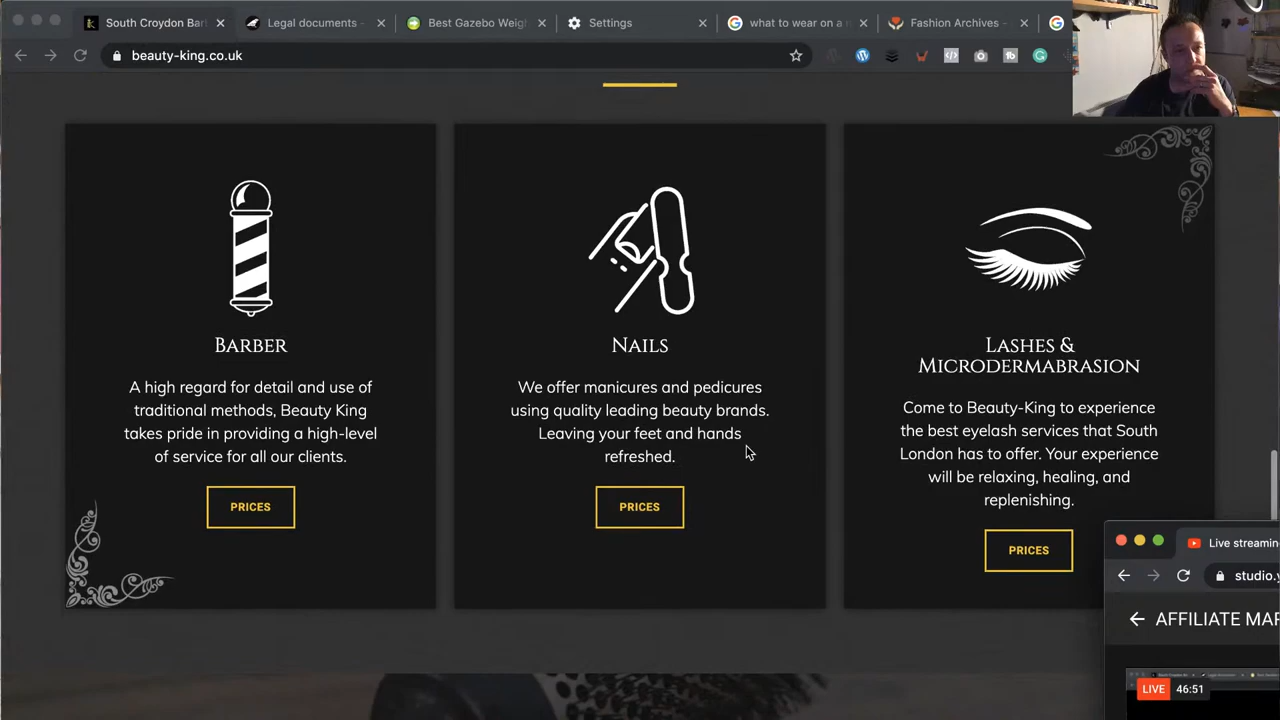 South Croydon Bar
Legal documents -
Best Gazebo Weigh
Settings
what to wear on a
Fashion Archives -
beauty-king.co.uk
BARBER
A high regard for detail and use of
traditional methods, Beauty King
takes pride in providing a high-level
of service for all our clients.
PRICES
NAILS
We offer manicures and pedicures
using quality leading beauty brands.
Leaving your feet and hands
refreshed.
PRICES
LASHES &
MICRODERMABRASION
Come to Beauty-King to experience
the best eyelash services that South
London has to offer. Your experience
will be relaxing, healing, and
replenishing.
PRICES
Live streamin
studio.y
AFFILIATE MAR
LIVE 46:51